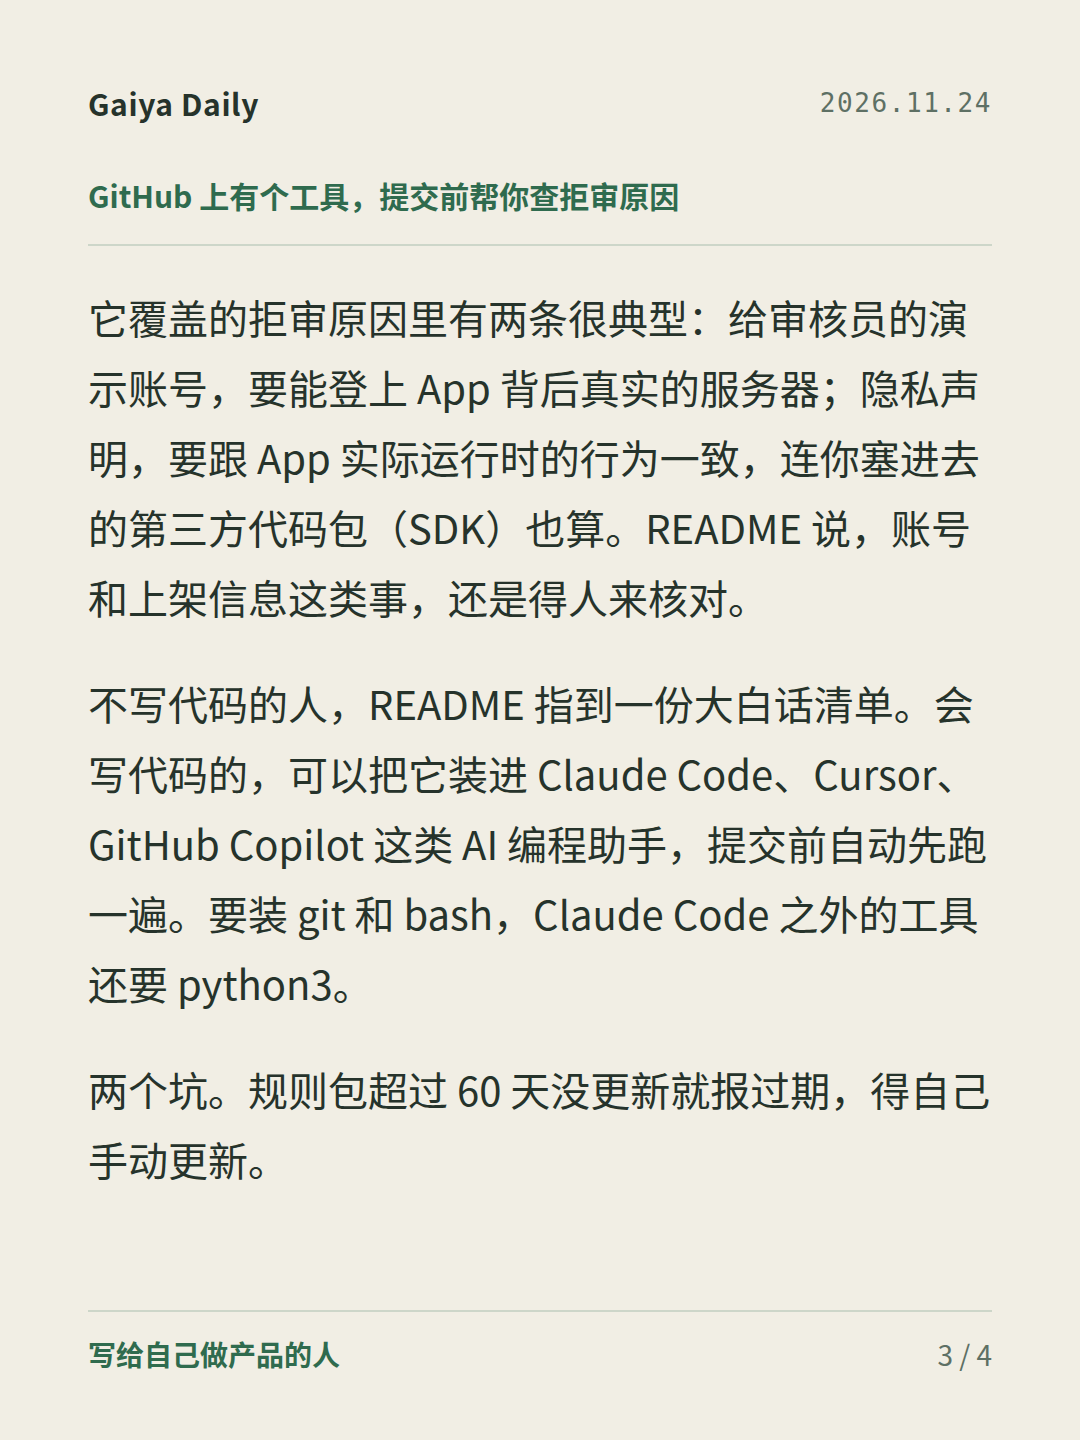 Gaiya Daily
2026.11.24
GitHub 上有个工具，提交前帮你查拒审原因
它覆盖的拒审原因里有两条很典型：给审核员的演
示账号，要能登上 App 背后真实的服务器；隐私声
明，要跟 App 实际运行时的行为一致，连你塞进去
的第三方代码包（SDK）也算。README 说，账号
和上架信息这类事，还是得人来核对。
不写代码的人，README 指到一份大白话清单。会
写代码的，可以把它装进 Claude Code、Cursor、
GitHub Copilot 这类 AI 编程助手，提交前自动先跑
一遍。要装 git 和 bash，Claude Code 之外的工具
还要 python3。
两个坑。规则包超过 60 天没更新就报过期，得自己
手动更新。
写给自己做产品的人
3 / 4